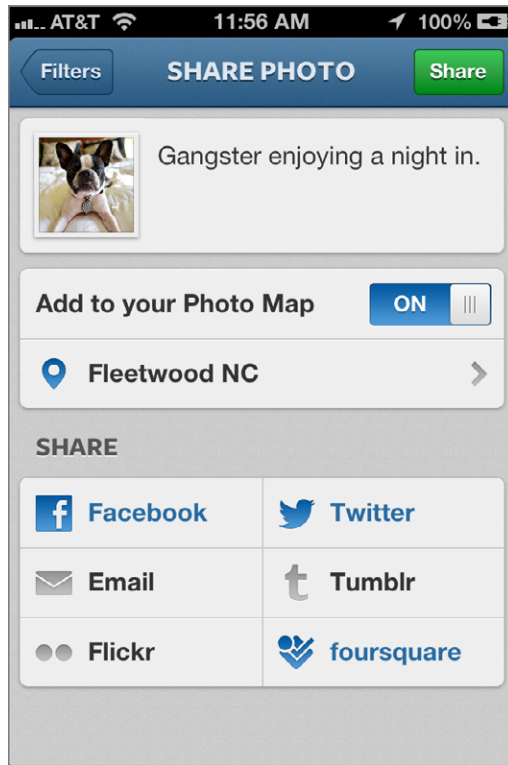 AT&T 11:56 AM 100%
Filters SHARE PHOTO Share
Gangster enjoying a night in.
Add to your Photo Map ON
Fleetwood NC
SHARE
Facebook Twitter
Email Tumblr
Flickr foursquare